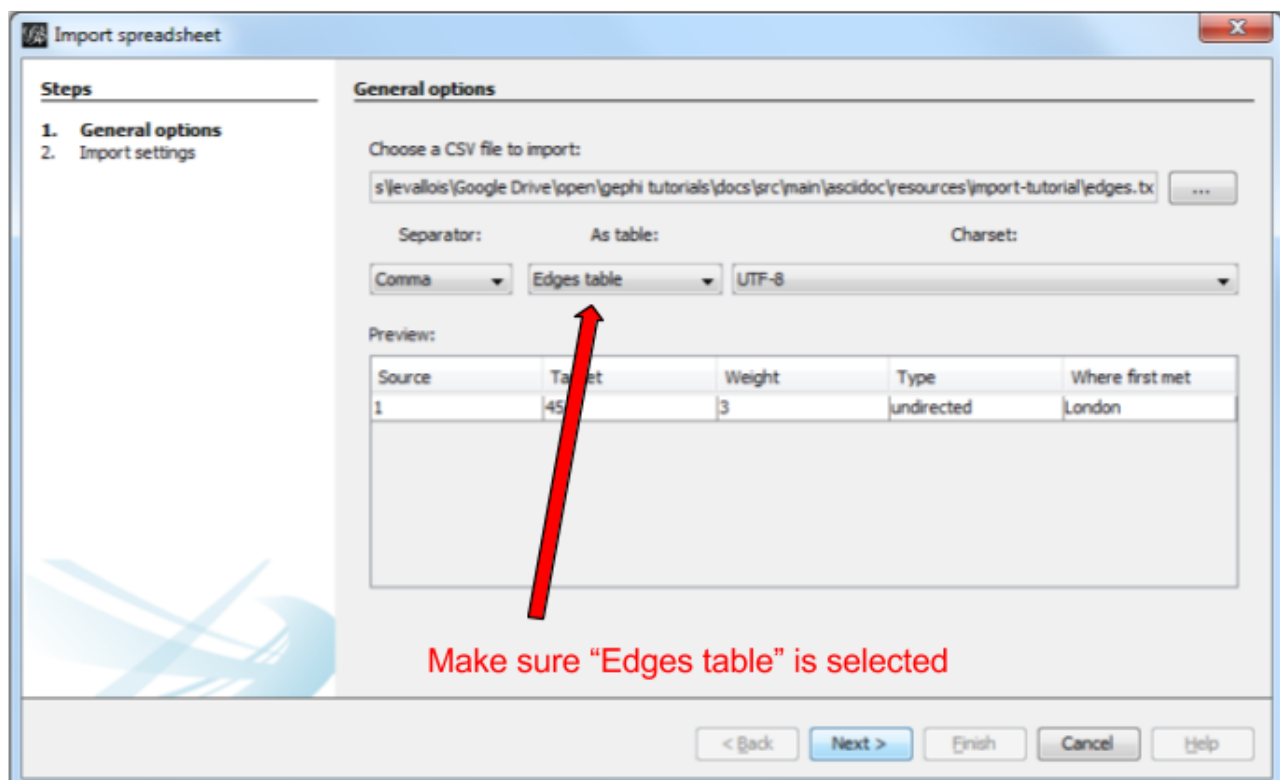 Import spreadsheet
Steps
1. General options
2. Import settings
General options
Choose a CSV file to import:
s\levallois\Google Drive\open\gephi tutorials\docs\src\main\asciidoc\resources\import-tutorial\edges.tx ...
Separator: As table: Charset:
Comma Edges table UTF-8
Preview:
Source Weight Type Where first met
1 3 undirected London
Make sure “Edges table” is selected
< Back Next > Finish Cancel Help